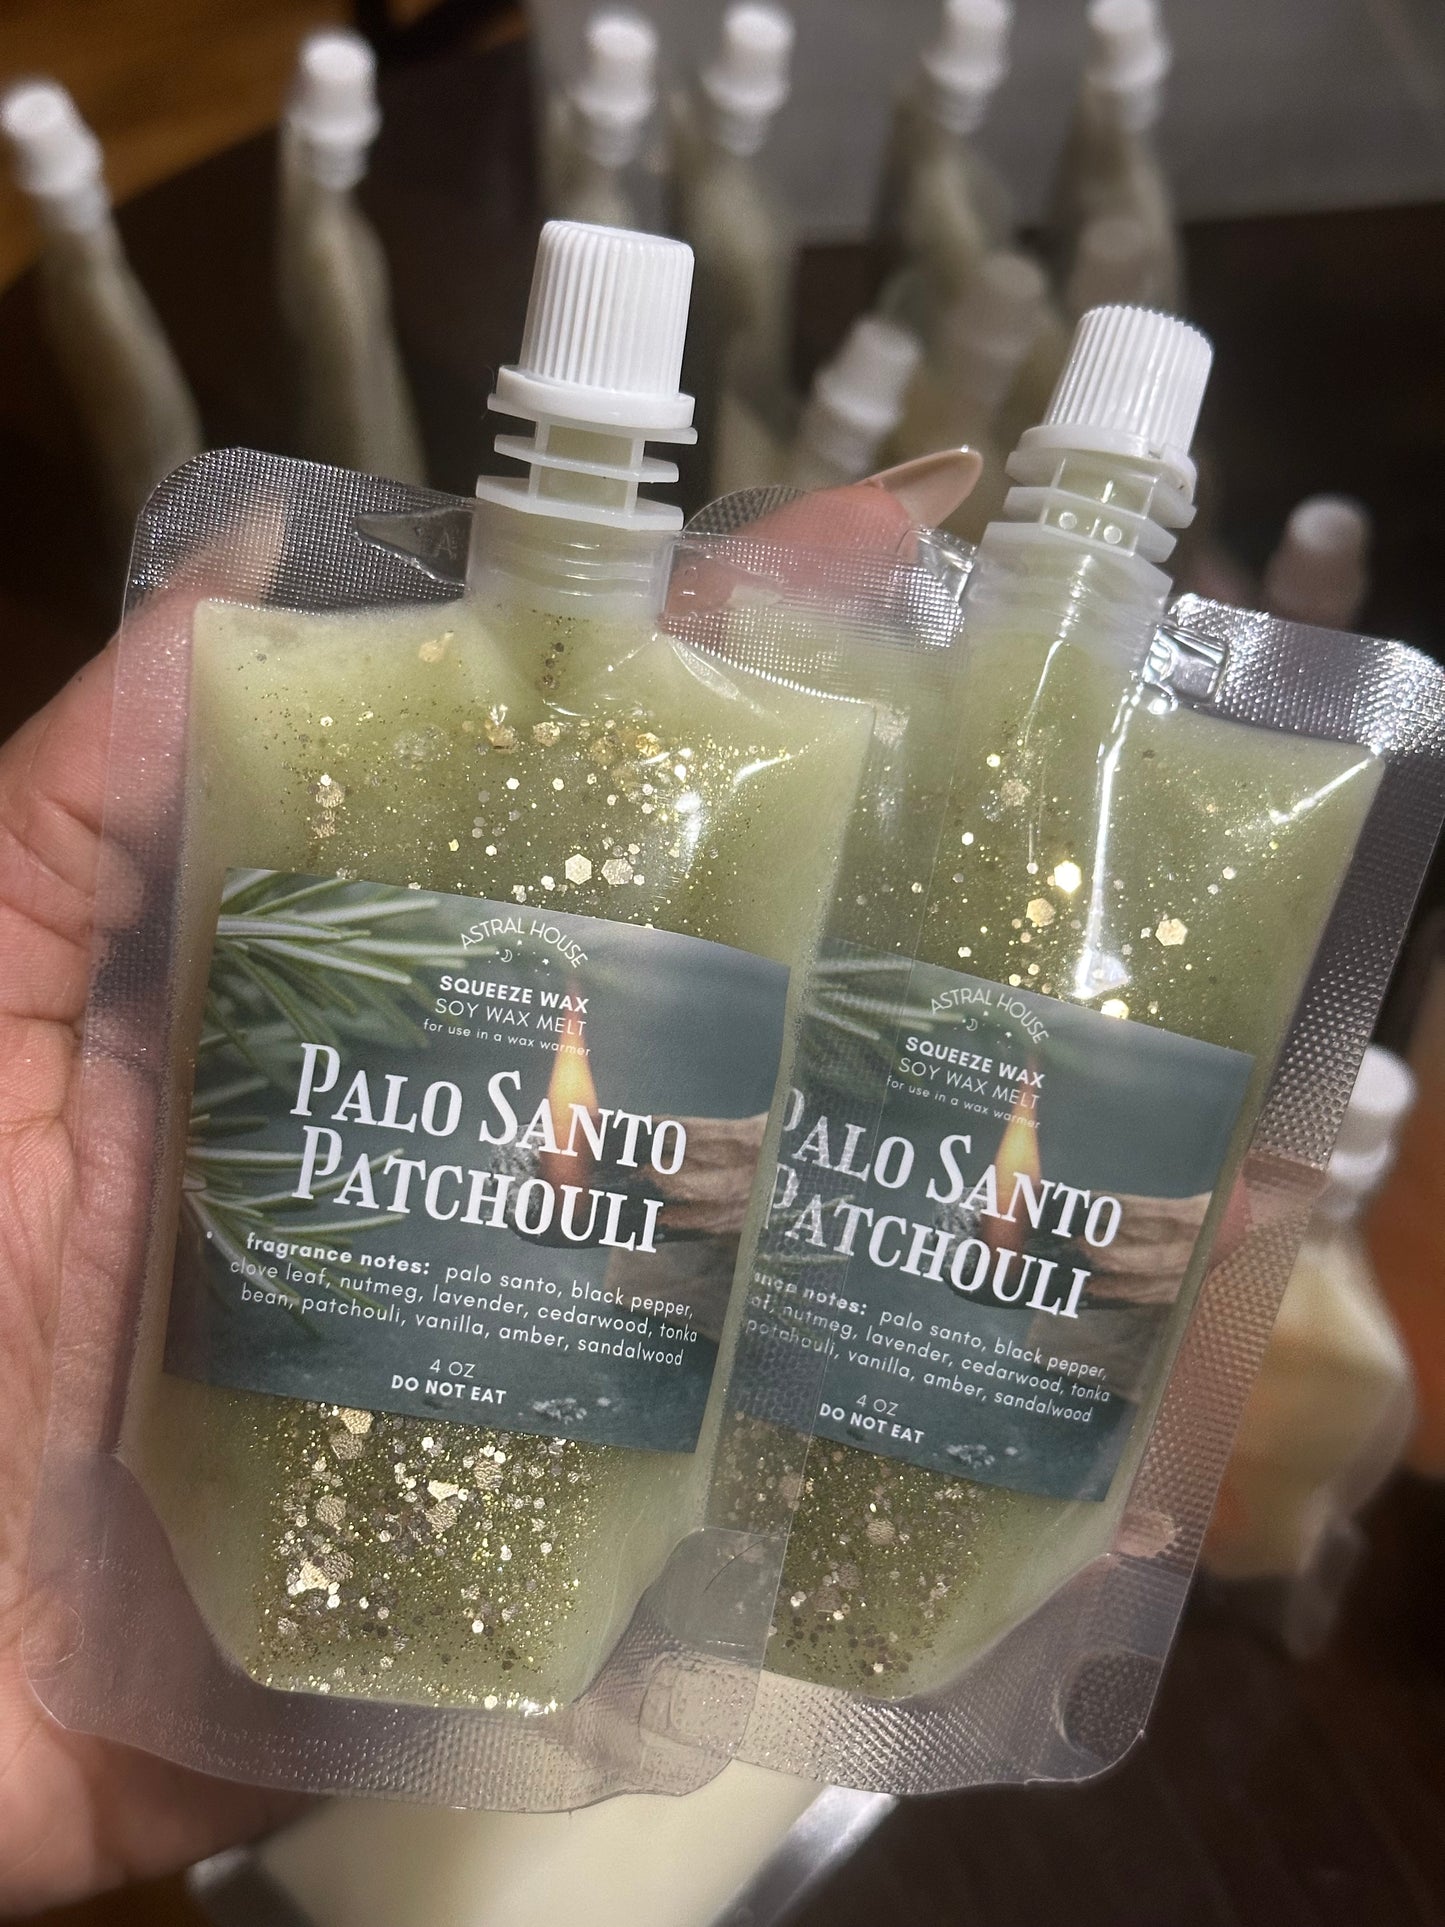 ASTRAL HOUSE
SQUEEZE WAX
SOY WAX MELT
for use in a wax warmer
PALO SANTO
PATCHOULI
fragrance notes: palo santo, black pepper,
clove leaf, nutmeg, lavender, cedarwood, tonka
bean, patchouli, vanilla, amber, sandalwood
4 OZ
DO NOT EAT
ASTRAL HOUSE
SQUEEZE WAX
SOY WAX MELT
for use in a wax warmer
PALO SANTO
PATCHOULI
notes: palo santo, black pepper,
nutmeg, lavender, cedarwood, tonka
patchouli, vanilla, amber, sandalwood
4 OZ
DO NOT EAT